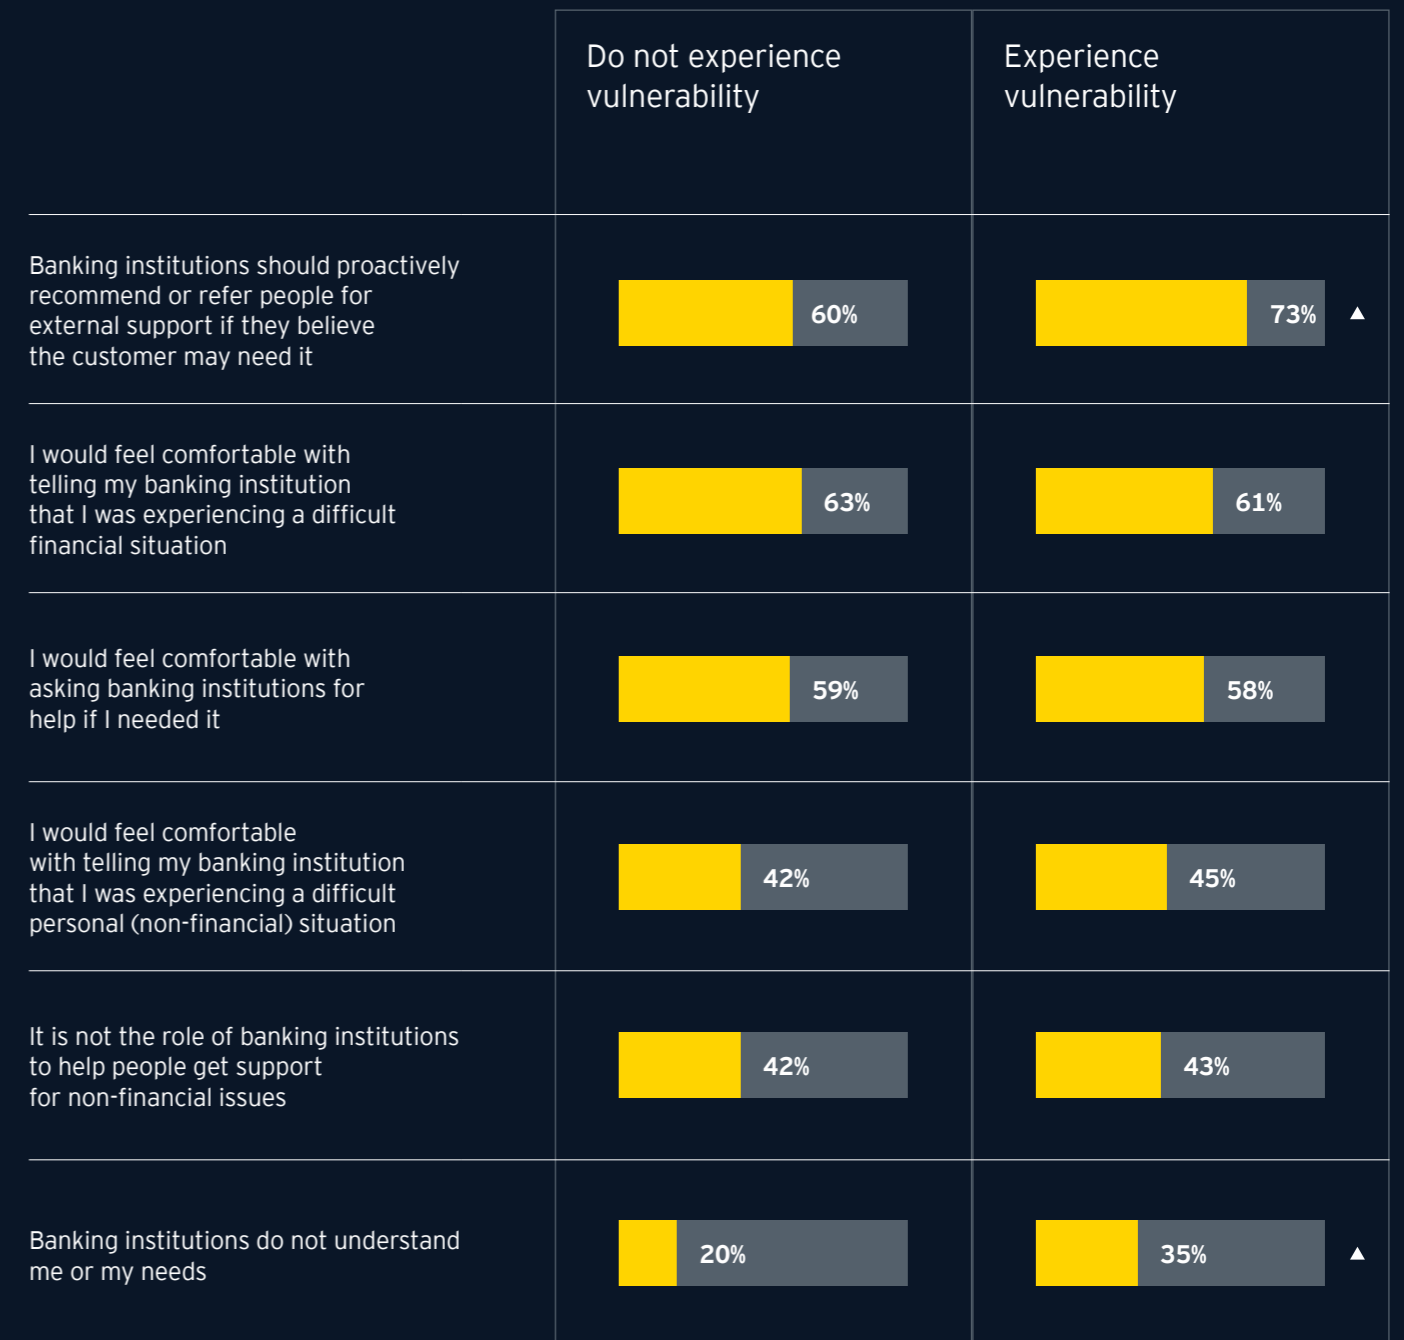 Do not experience
vulnerability
Experience
vulnerability
Banking institutions should proactively
recommend or refer people for
external support if they believe
the customer may need it
60%
73%
I would feel comfortable with
telling my banking institution
that I was experiencing a difficult
financial situation
63%
61%
I would feel comfortable with
asking banking institutions for
help if I needed it
59%
58%
I would feel comfortable
with telling my banking institution
that I was experiencing a difficult
personal (non-financial) situation
42%
45%
It is not the role of banking institutions
to help people get support
for non-financial issues
42%
43%
Banking institutions do not understand
me or my needs
20%
35%